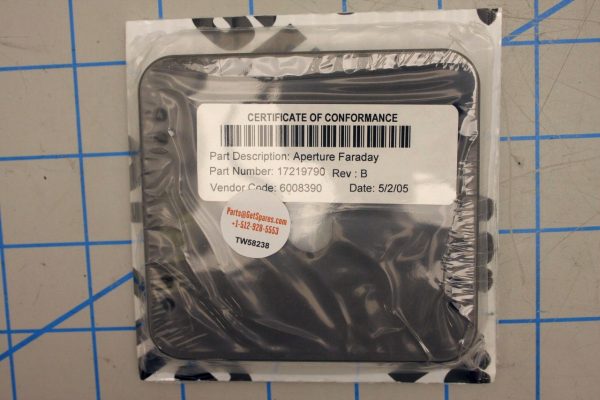 CERTIFICATE OF CONFORMANCE
Part Description: Aperture Faraday
Part Number: 17219790 Rev : B
Vendor Code: 6008390 Date: 5/2/05
Parts@GotSpares.com
+1-512-928-5553
TW58238